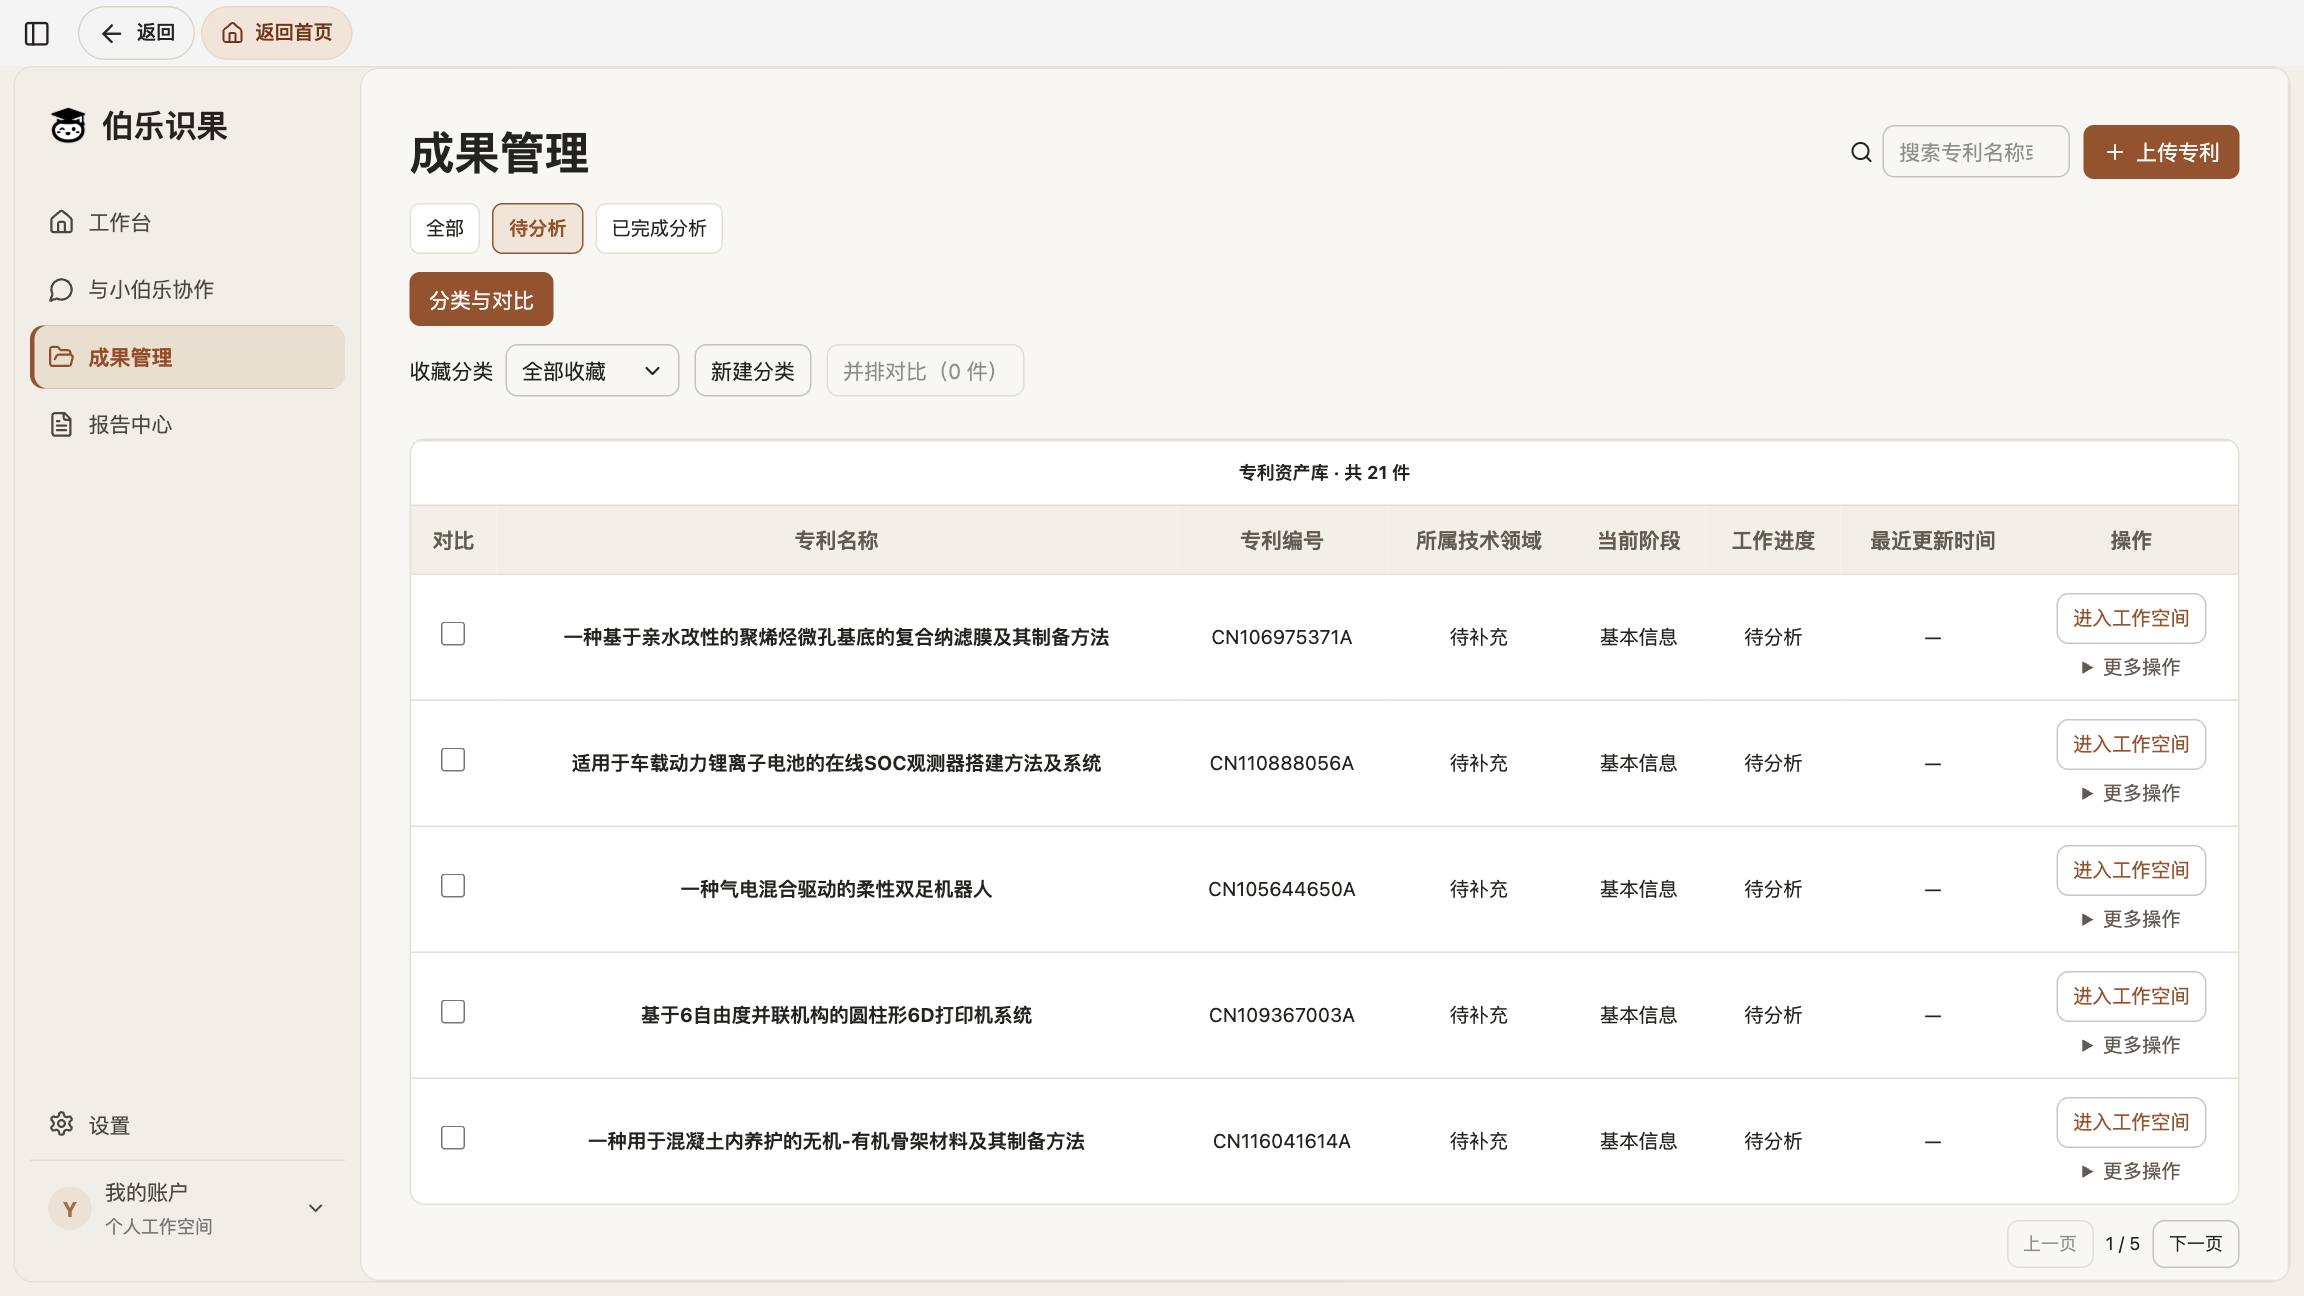 返回
返回首页
伯乐识果
工作台
与小伯乐协作
成果管理
报告中心
设置
Y
我的账户
个人工作空间
成果管理
搜索专利名称
+ 上传专利
全部
待分析
已完成分析
分类与对比
收藏分类
全部收藏
新建分类
并排对比（0 件）
专利资产库 · 共 21 件
对比 专利名称 专利编号 所属技术领域 当前阶段 工作进度 最近更新时间 操作
一种基于亲水改性的聚烯烃微孔基底的复合纳滤膜及其制备方法 CN106975371A 待补充 基本信息 待分析 — 进入工作空间
▶ 更多操作
适用于车载动力锂离子电池的在线SOC观测器搭建方法及系统 CN110888056A 待补充 基本信息 待分析 — 进入工作空间
▶ 更多操作
一种气电混合驱动的柔性双足机器人 CN105644650A 待补充 基本信息 待分析 — 进入工作空间
▶ 更多操作
基于6自由度并联机构的圆柱形6D打印机系统 CN109367003A 待补充 基本信息 待分析 — 进入工作空间
▶ 更多操作
一种用于混凝土内养护的无机-有机骨架材料及其制备方法 CN116041614A 待补充 基本信息 待分析 — 进入工作空间
▶ 更多操作
上一页 1 / 5 下一页